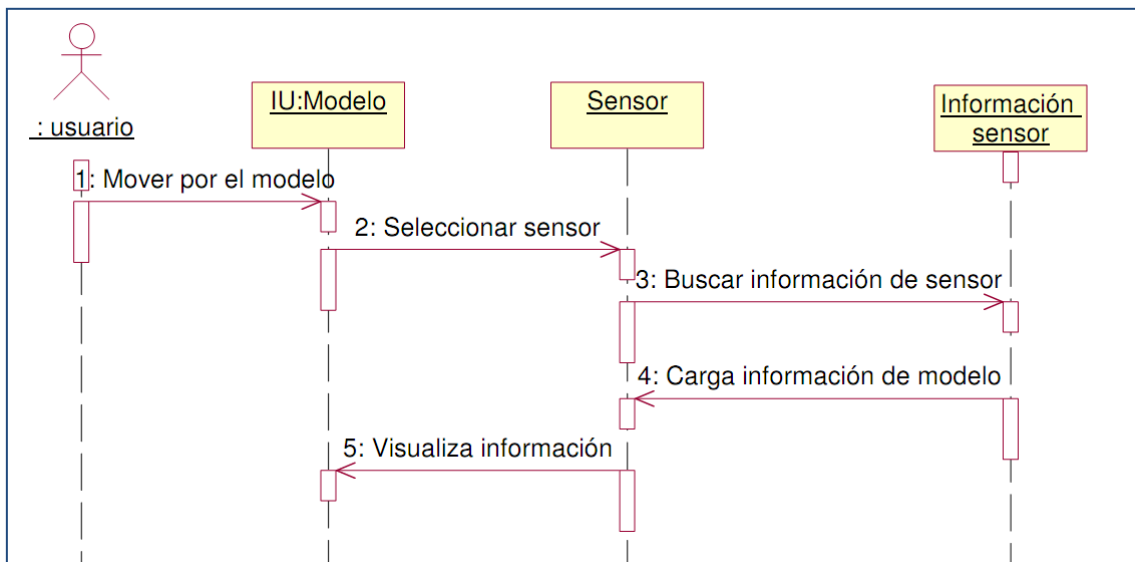 : usuario
IU:Modelo
Sensor
Información
sensor
1: Mover por el modelo
2: Seleccionar sensor
3: Buscar información de sensor
4: Carga información de modelo
5: Visualiza información